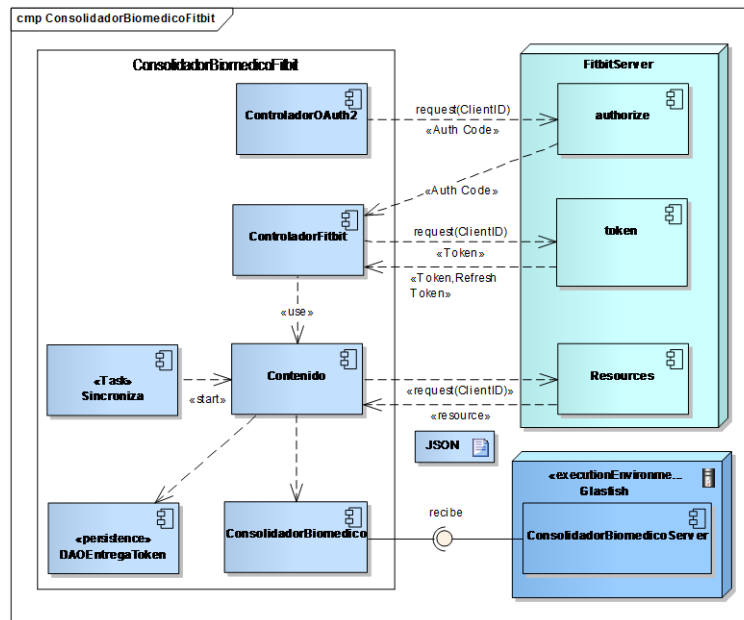 cmp ConsolidadorBiomedicoFitbit
ConsolidadorBiomedicoFitbit
FitbitServer
ControladorOAuth2
request(ClientID)
«Auth Code»
authorize
«Auth Code»
ControladorFitbit
request(ClientID)
«Token»
«Token,Refresh
Token»
token
«use»
«Task»
Sincroniza
«start»
Contenido
«request(ClientID)»
«resource»
Resources
JSON
«executionEnvironme...
Glasfish
«persistence»
DAOEntregaToken
ConsolidadorBiomedico
recibe
ConsolidadorBiomedicoServer